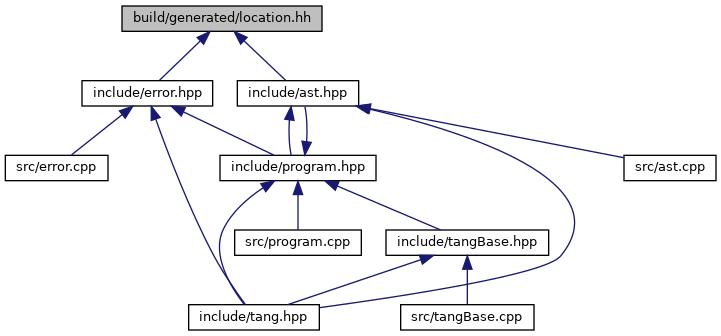 build/generated/location.hh
include/error.hpp
include/ast.hpp
src/error.cpp
include/program.hpp
src/ast.cpp
src/program.cpp
include/tangBase.hpp
include/tang.hpp
src/tangBase.cpp